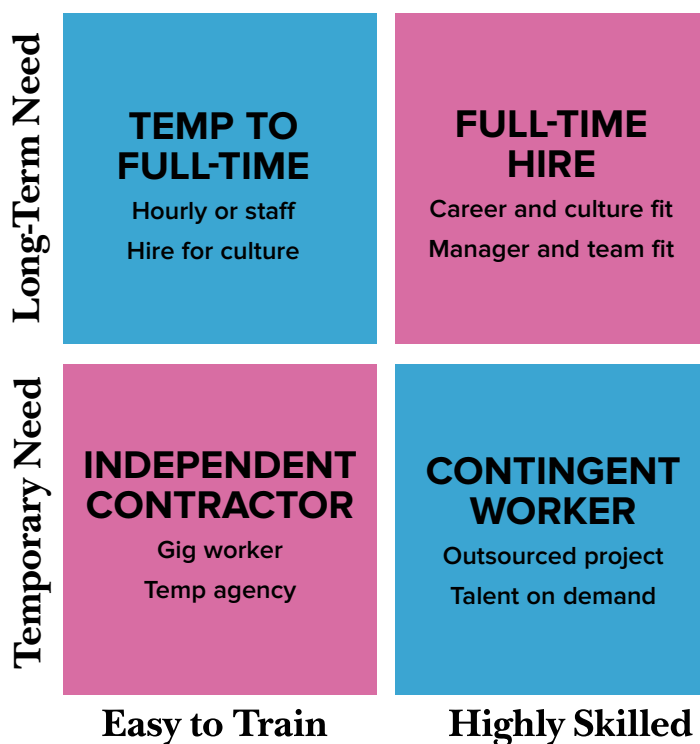 Long-Term Need
TEMP TO
FULL-TIME
Hourly or staff
Hire for culture
FULL-TIME
HIRE
Career and culture fit
Manager and team fit
Temporary Need
INDEPENDENT
CONTRACTOR
Gig worker
Temp agency
CONTINGENT
WORKER
Outsourced project
Talent on demand
Easy to Train
Highly Skilled